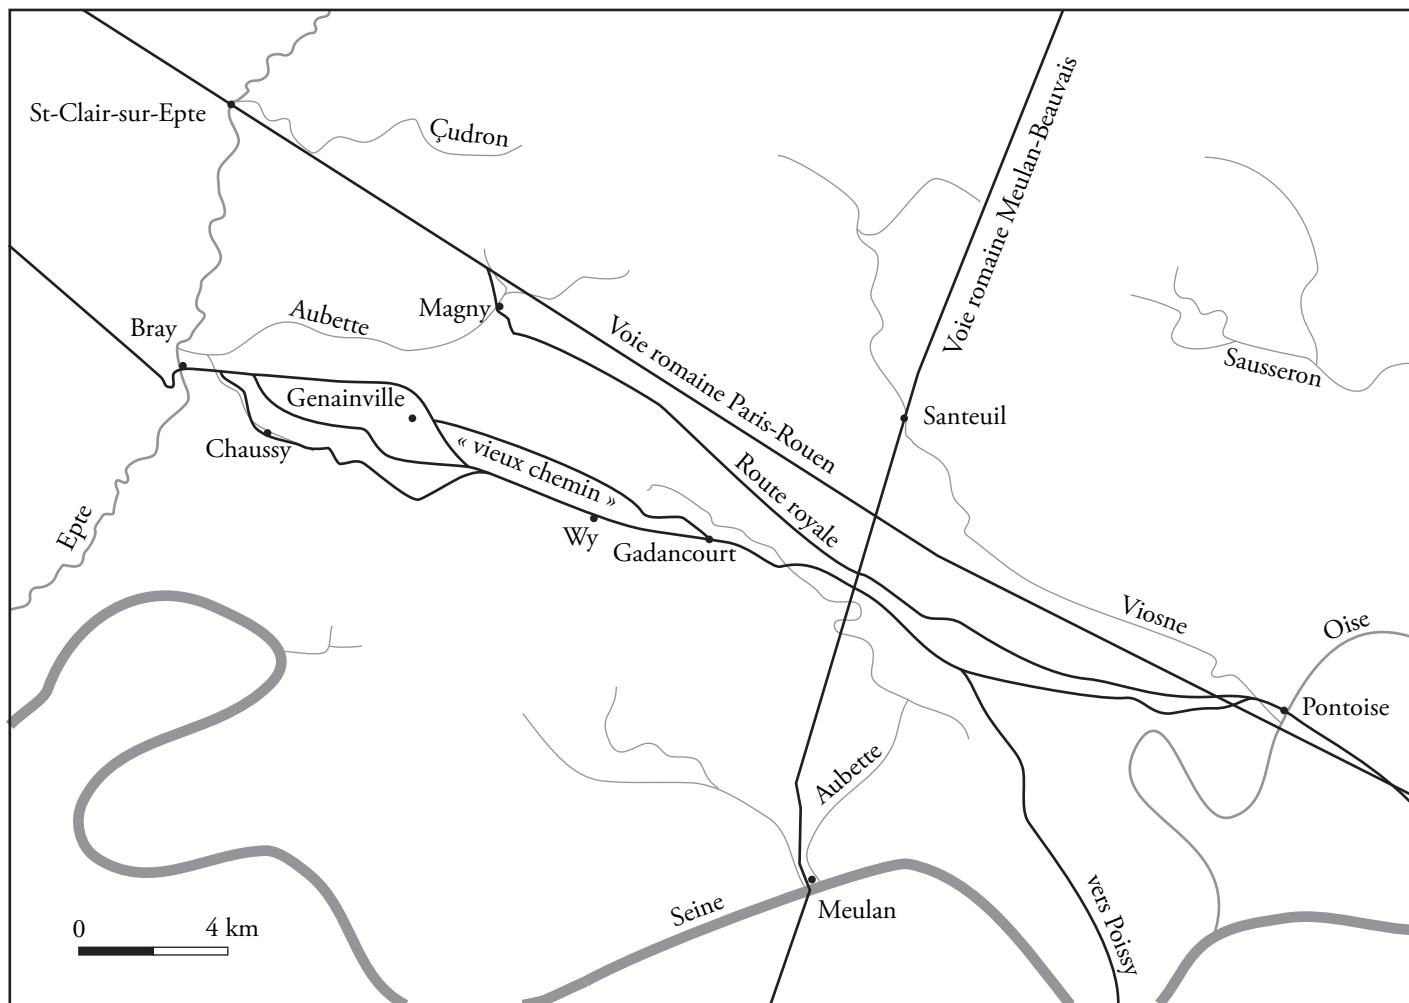 St-Clair-sur-Epte
Çudron
Voie romaine Meulan-Beauvais
Bray
Aubette
Magny
Voie romaine Paris-Rouen
Sausseron
Genainville
Santeuil
Chaussy
« vieux chemin »
Route royale
Epte
Wy
Gadancourt
Viosne
Oise
Pontoise
Aubette
Seine
Meulan
vers Poissy
0 4 km